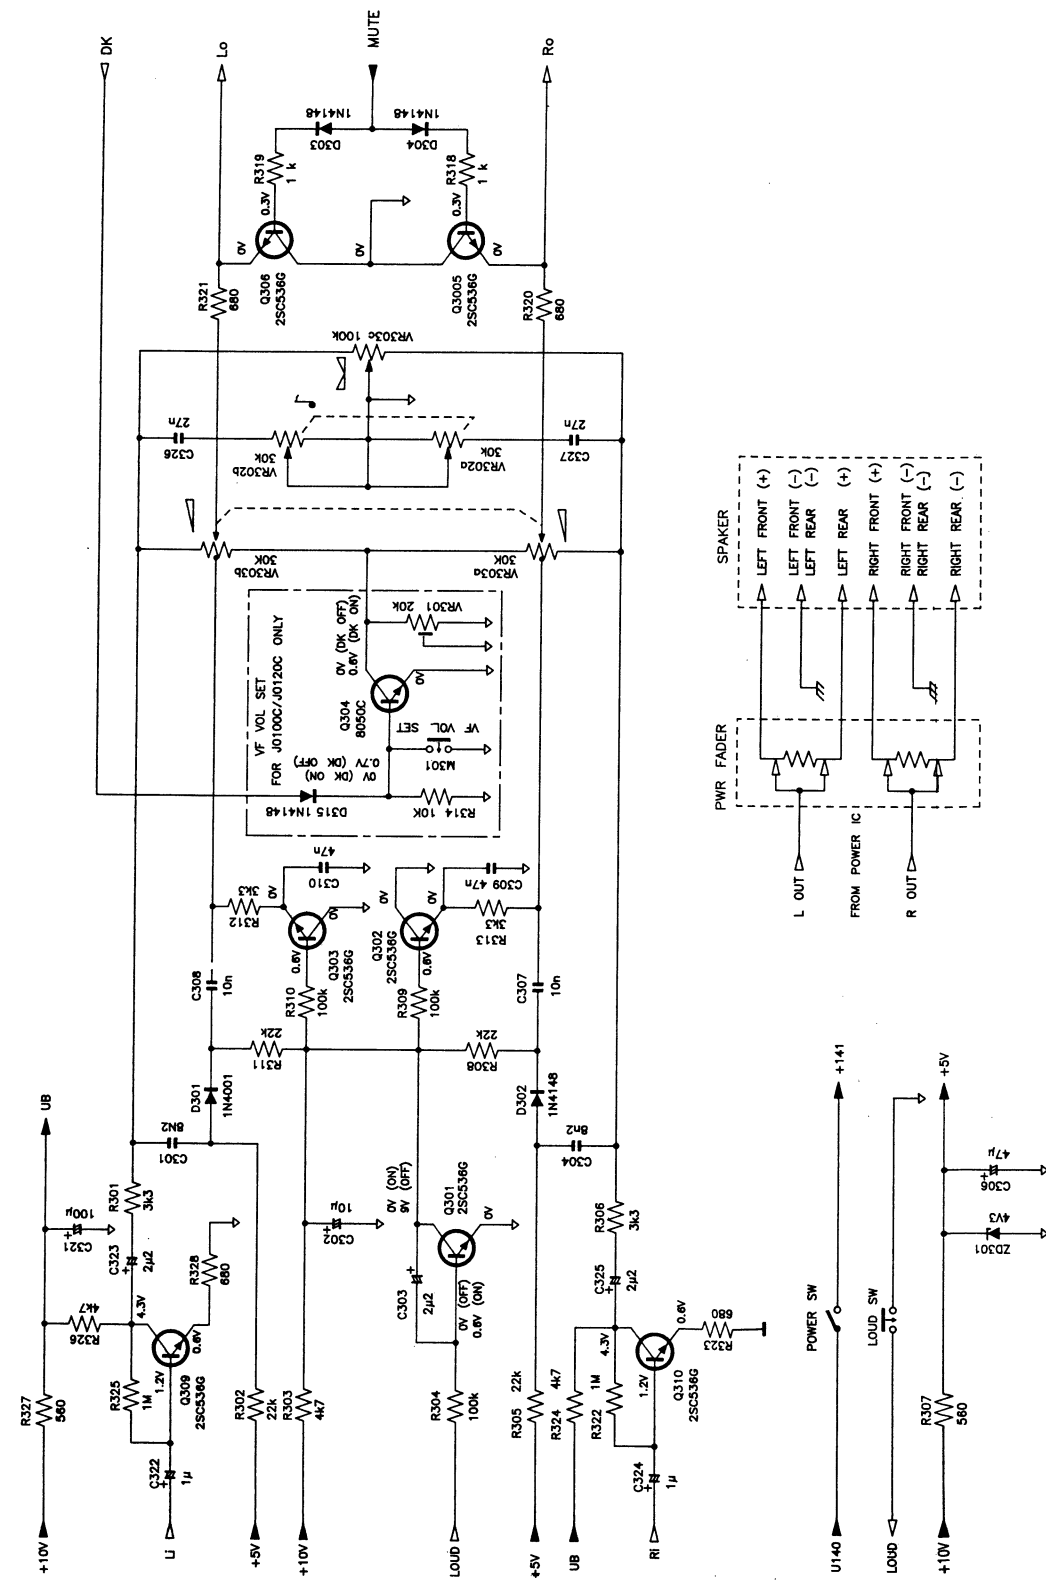 DK
Lo
MUTE
Ro
1N4148
D303
1N4148
D304
R319
1 k
R318
1 k
0.3V
0.3V
0V
0V
0V
Q306
2SC536G
Q3005
2SC536G
R321
680
R320
680
VR303c 100k
27n
C326
30k
VR302b
30k
VR302a
27n
C327
30K
VR303b
30K
VR303a
VF VOL SET
FOR J0100C/J0120C ONLY
0V (DK OFF)
0.6V (DK ON)
VR301
20k
0V
Q304
8050C
VF VOL SET
M301
0V (DK ON)
0.7V (DK OFF)
D315 1N4148
R314 10K
SPAKER
LEFT FRONT (+)
LEFT FRONT (-)
LEFT REAR (-)
LEFT REAR (+)
RIGHT FRONT (+)
RIGHT FRONT (-)
RIGHT REAR (-)
RIGHT REAR (-)
PWR FADER
L OUT
FROM POWER IC
R OUT
47n
C310
C309 47n
3k3
R312
0V
0V
0V
0V
3k3
R313
0.6V
Q303
2SC536G
0.6V
Q302
2SC536G
C308
10n
R310
100k
R309
100k
C307
10n
22k
R311
22k
R308
D301
1N4001
D302
1N4148
UB
8N2
C301
8n2
C304
R301
3k3
100µ
C321
C323
+
2µ2
R328
680
10µ
C302
+
0V (ON)
9V (OFF)
Q301
2SC536G
0V
R306
3k3
C303
+
2µ2
0V (OFF)
0.6V (ON)
C325
+
2µ2
4k7
R326
4.3V
0.6V
1.2V
Q309
2SC536G
4.3V
0.6V
680
R323
1.2V
Q310
2SC536G
R327
560
R325
1M
R302
22k
R303
4k7
R304
100k
R305
22k
R324
4k7
R322
1M
C322
+
1µ
C324
+
1µ
+10V
Li
+5V
+10V
LOUD
+5V
UB
Ri
+141
POWER SW
U140
LOUD SW
LOUD
+5V
47µ
C306
+
4V3
ZD301
R307
560
+10V